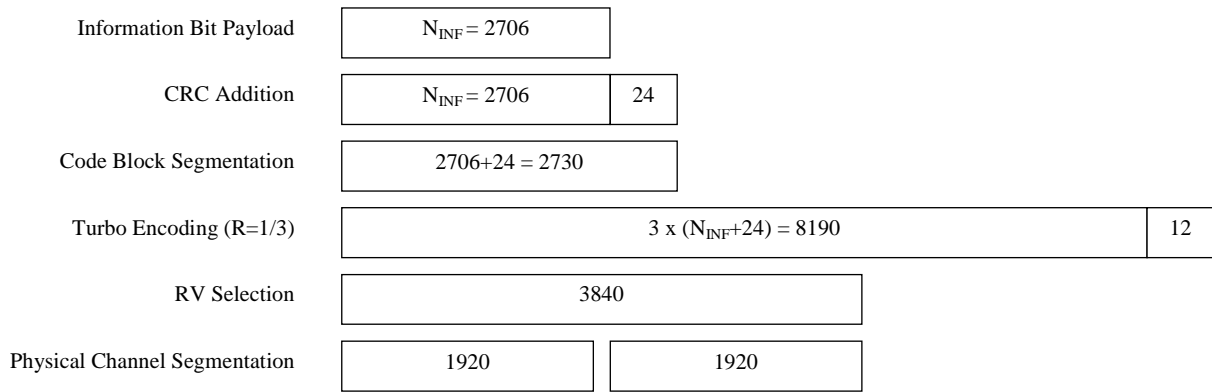 Information Bit Payload N_INF = 2706
CRC Addition N_INF = 2706 24
Code Block Segmentation 2706+24 = 2730
Turbo Encoding (R=1/3) 3 x (N_INF+24) = 8190 12
RV Selection 3840
Physical Channel Segmentation 1920 1920